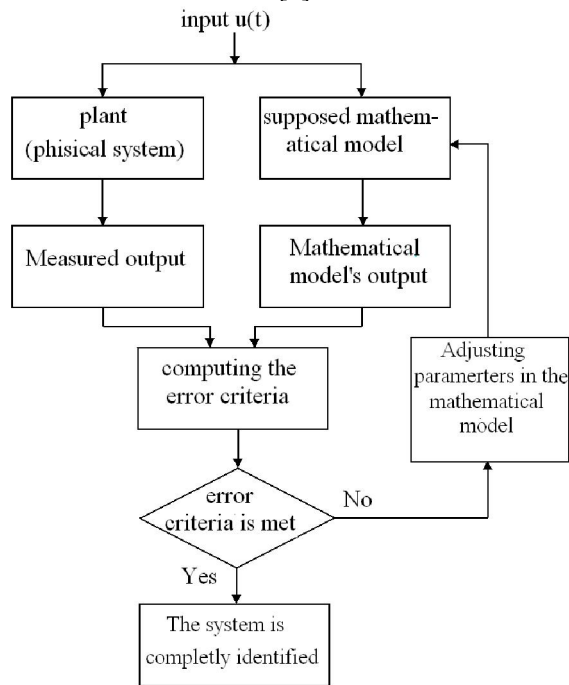 input u(t)
plant
(phisical system)
supposed mathem-
atical model
Measured output
Mathematical
model's output
computing the
error criteria
Adjusting
paramerters in the
mathematical
model
error
criteria is met
No
Yes
The system is
completly identified